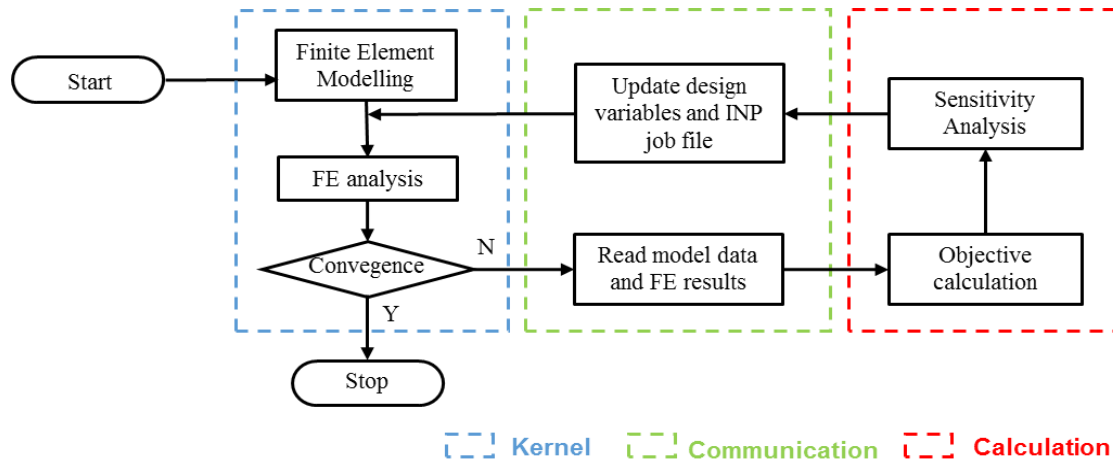 Start
Finite Element
Modelling
FE analysis
Convegence
N
Y
Stop
Update design
variables and INP
job file
Read model data
and FE results
Sensitivity
Analysis
Objective
calculation
Kernel
Communication
Calculation